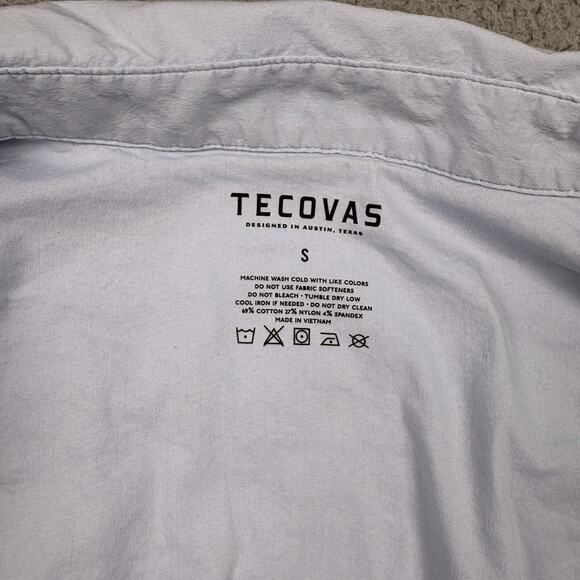 TECOVAS
DESIGNED IN AUSTIN, TEXAS
S
MACHINE WASH COLD WITH LIKE COLORS
DO NOT USE FABRIC SOFTENERS
DO NOT BLEACH • TUMBLE DRY LOW
COOL IRON IF NEEDED • DO NOT DRY CLEAN
69% COTTON 27% NYLON 4% SPANDEX
MADE IN VIETNAM